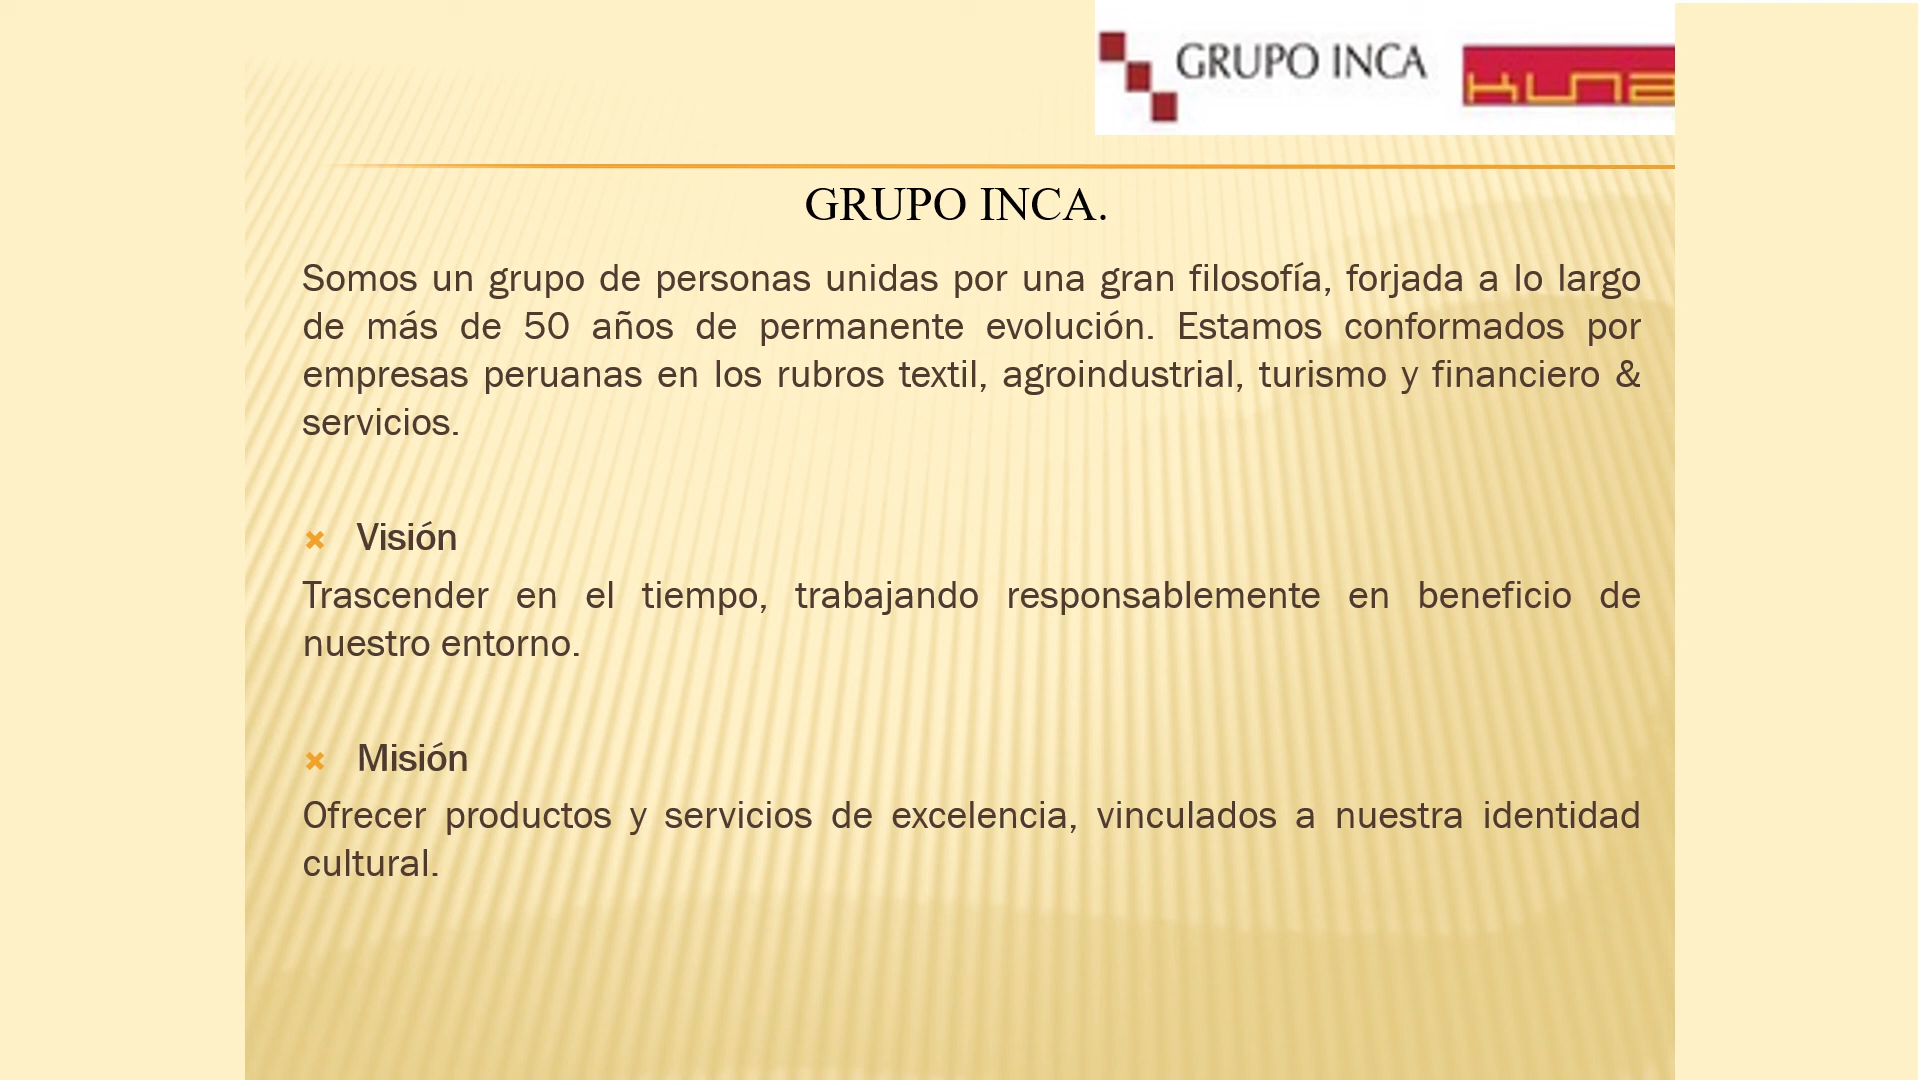 GRUPO INCA
kuna
GRUPO INCA.
Somos un grupo de personas unidas por una gran filosofía, forjada a lo largo
de más de 50 años de permanente evolución. Estamos conformados por
empresas peruanas en los rubros textil, agroindustrial, turismo y financiero &
servicios.
Visión
Trascender en el tiempo, trabajando responsablemente en beneficio de
nuestro entorno.
Misión
Ofrecer productos y servicios de excelencia, vinculados a nuestra identidad
cultural.